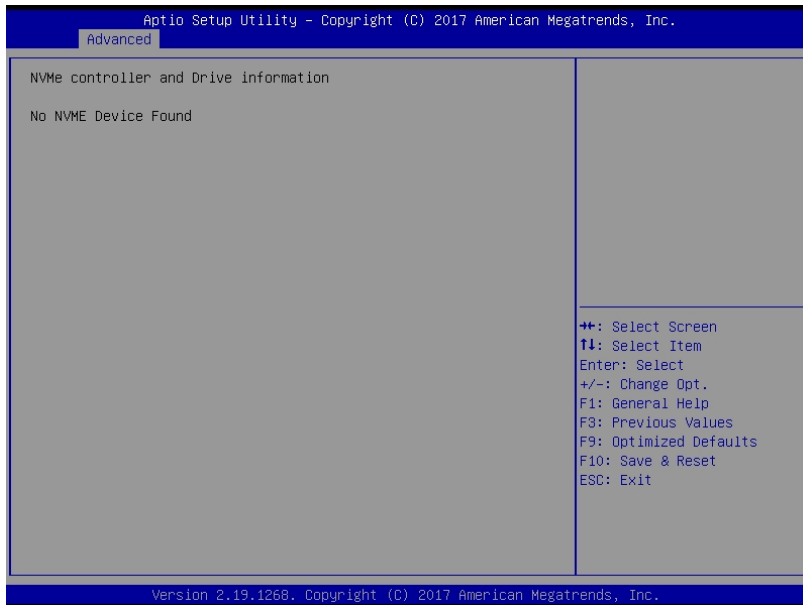 Aptio Setup Utility – Copyright (C) 2017 American Megatrends, Inc.
Advanced
NVMe controller and Drive information
No NVME Device Found
→←: Select Screen
↑↓: Select Item
Enter: Select
+/-: Change Opt.
F1: General Help
F3: Previous Values
F9: Optimized Defaults
F10: Save & Reset
ESC: Exit
Version 2.19.1268. Copyright (C) 2017 American Megatrends, Inc.